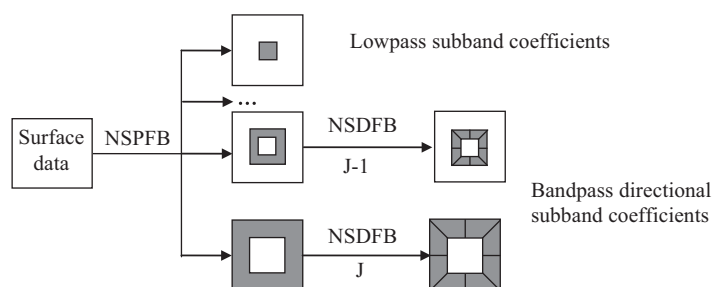 Lowpass subband coefficients
...
Surface
data
NSPFB
NSDFB
J-1
Bandpass directional
subband coefficients
NSDFB
J